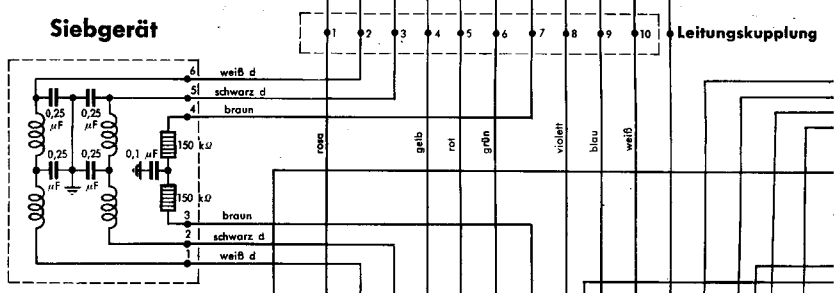 Siebgerät
1 2 3 4 5 6 7 8 9 10 Leitungskupplung
6 weiß d
5 schwarz d
4 braun
0,25 μF
0,25 μF
150 kΩ
0,25 μF
0,25 μF
0,1 μF
150 kΩ
3 braun
2 schwarz d
1 weiß d
rosa
gelb
rot
grün
violett
blau
weiß